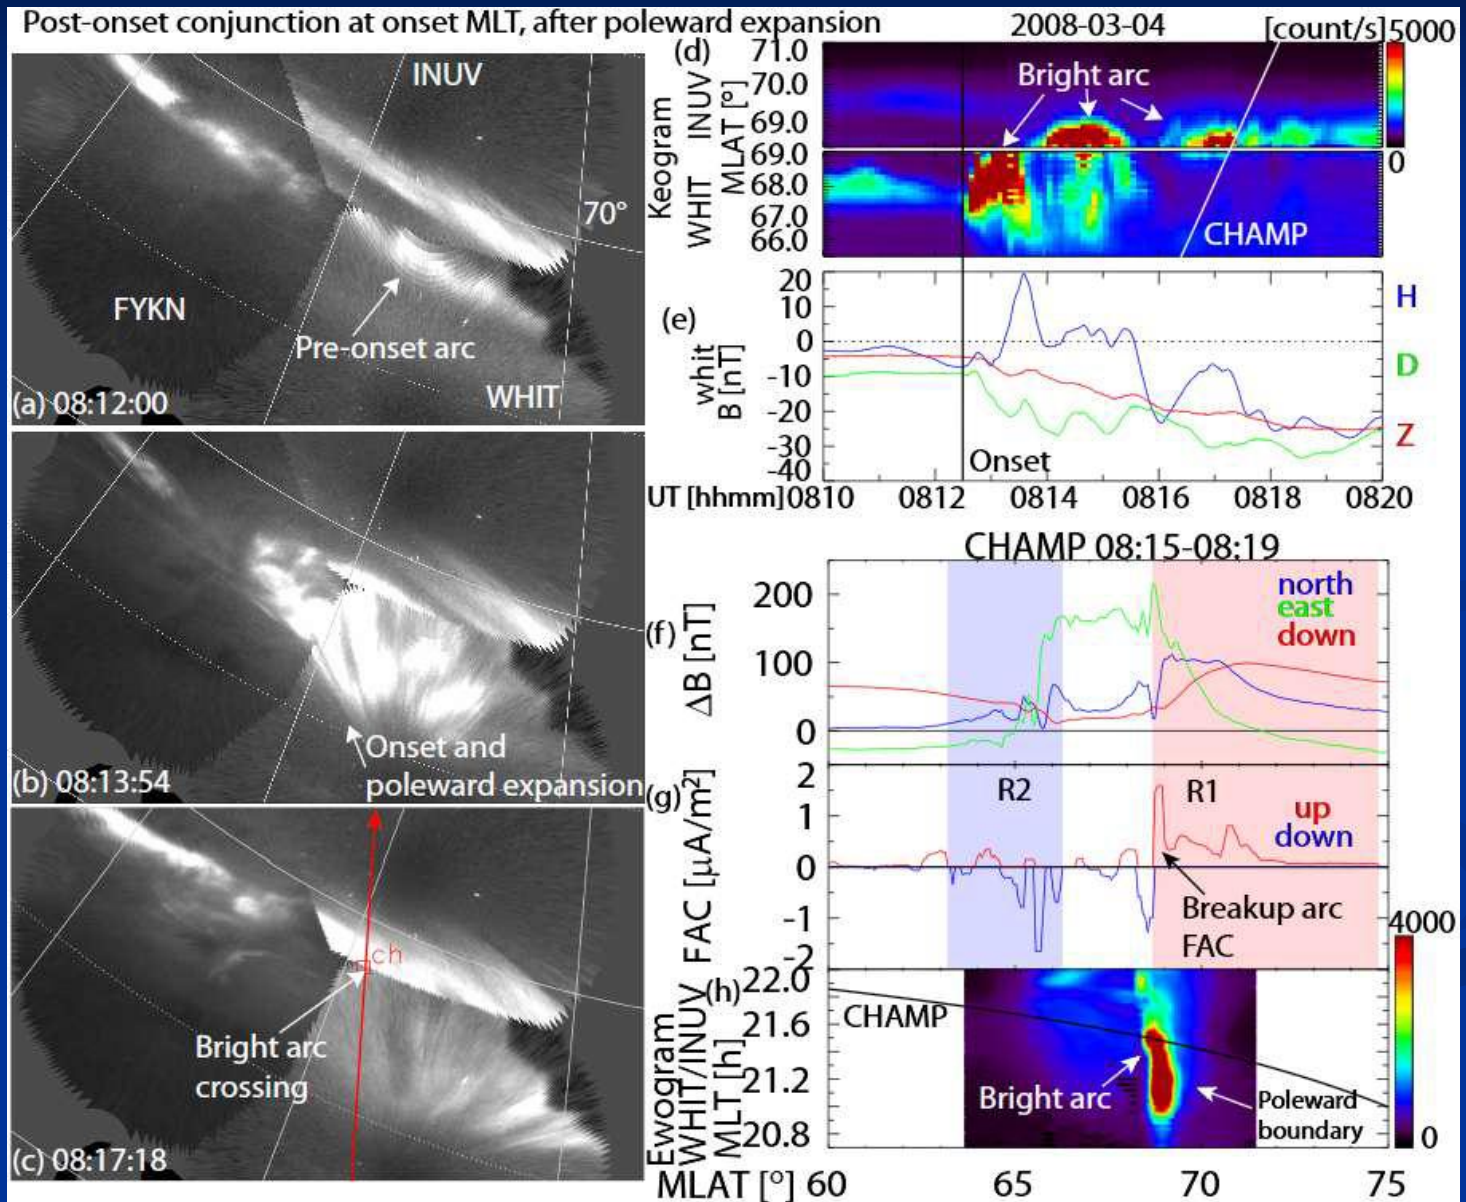 Post-onset conjunction at onset MLT, after poleward expansion
2008-03-04
[count/s]
INUV
FYKN
WHIT
70°
Pre-onset arc
(a) 08:12:00
Onset and
poleward expansion
(b) 08:13:54
ch
Bright arc
crossing
(c) 08:17:18
(d)
Keogram
WHIT INUV
MLAT [°]
71.0
70.0
69.0
69.0
68.0
67.0
66.0
Bright arc
CHAMP
5000
0
(e)
whit
B [nT]
20
10
0
-10
-20
-30
-40
H
D
Z
Onset
UT [hhmm]
0810 0812 0814 0816 0818 0820
CHAMP 08:15-08:19
(f)
ΔB [nT]
200
100
0
north
east
down
(g)
FAC [μA/m²]
2
1
0
-1
-2
R2
R1
up
down
Breakup arc
FAC
(h)
Ewogram
WHIT/INUV
MLT [h]
22.0
21.6
21.2
20.8
CHAMP
Bright arc
Poleward
boundary
4000
0
MLAT [°] 60 65 70 75